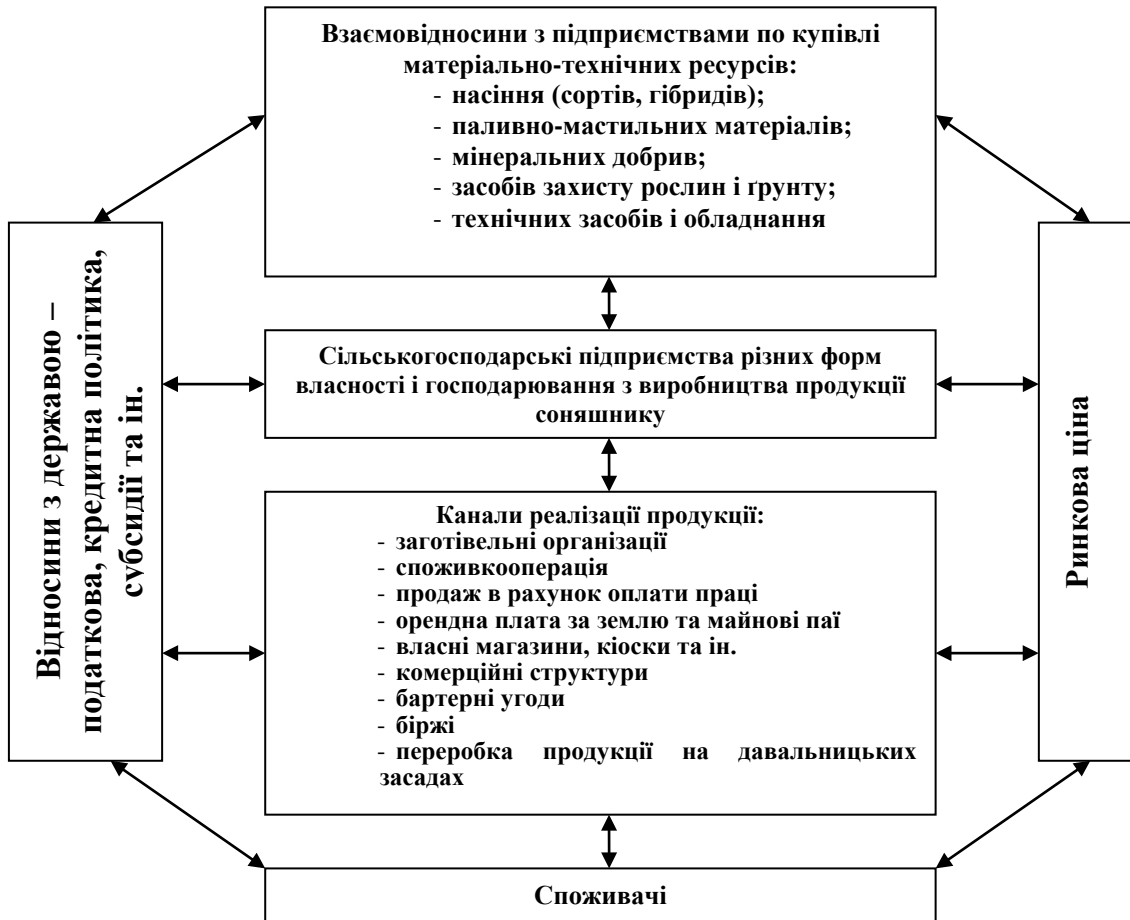 Взаємовідносини з підприємствами по купівлі
матеріально-технічних ресурсів:
- насіння (сортів, гібридів);
- паливно-мастильних матеріалів;
- мінеральних добрив;
- засобів захисту рослин і ґрунту;
- технічних засобів і обладнання
Відносини з державою –
податкова, кредитна політика,
субсидії та ін.
Сільськогосподарські підприємства різних форм
власності і господарювання з виробництва продукції
соняшнику
Канали реалізації продукції:
- заготівельні організації
- споживкооперація
- продаж в рахунок оплати праці
- орендна плата за землю та майнові паї
- власні магазини, кіоски та ін.
- комерційні структури
- бартерні угоди
- біржі
- переробка продукції на давальницьких
засадах
Ринкова ціна
Споживачі